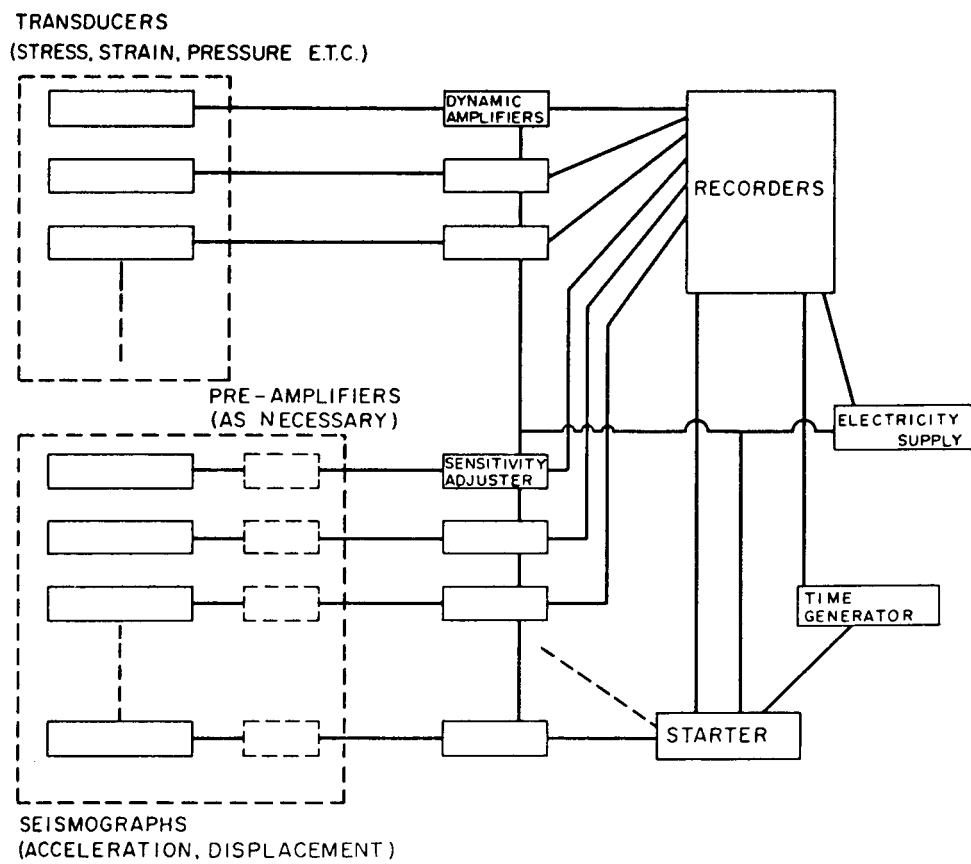 TRANSDUCERS
(STRESS, STRAIN, PRESSURE E.T.C.)
DYNAMIC
AMPLIFIERS
RECORDERS
PRE-AMPLIFIERS
(AS NECESSARY)
ELECTRICITY
SUPPLY
SENSITIVITY
ADJUSTER
TIME
GENERATOR
STARTER
SEISMOGRAPHS
(ACCELERATION, DISPLACEMENT)